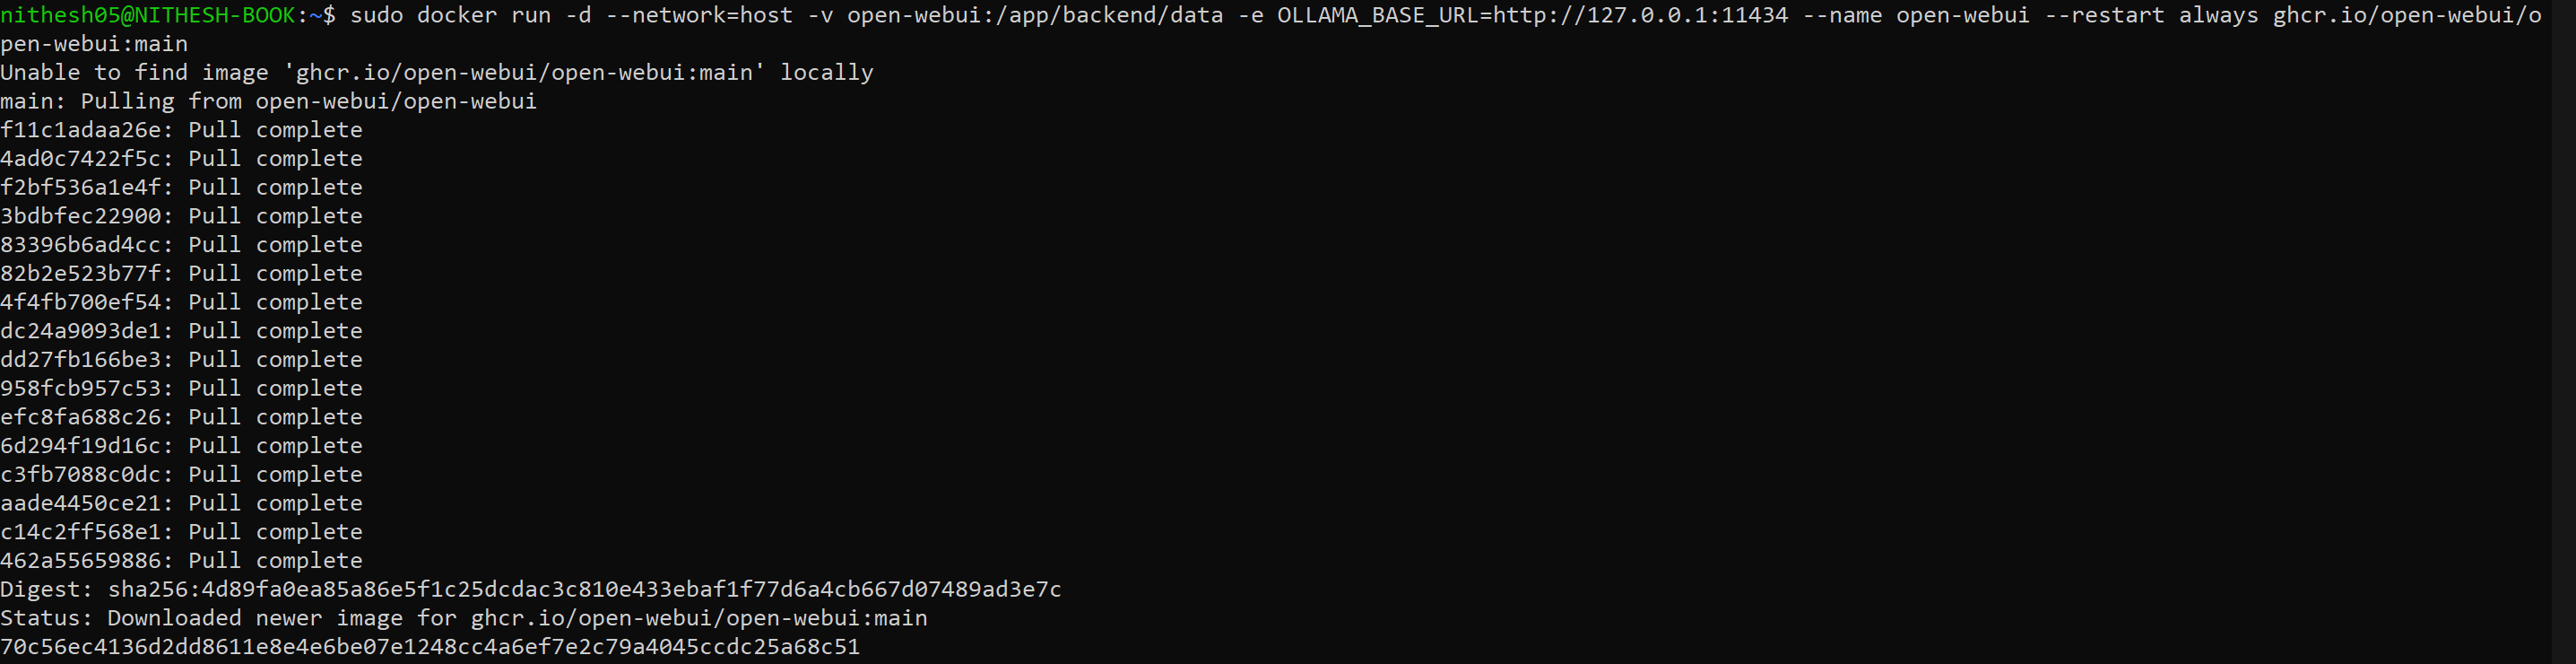 nithesh05@NITHESH-BOOK:~$ sudo docker run -d --network=host -v open-webui:/app/backend/data -e OLLAMA_BASE_URL=http://127.0.0.1:11434 --name open-webui --restart always ghcr.io/open-webui/o
pen-webui:main
Unable to find image 'ghcr.io/open-webui/open-webui:main' locally
main: Pulling from open-webui/open-webui
f11c1adaa26e: Pull complete
4ad0c7422f5c: Pull complete
f2bf536a1e4f: Pull complete
3bdbfec22900: Pull complete
83396b6ad4cc: Pull complete
82b2e523b77f: Pull complete
4f4fb700ef54: Pull complete
dc24a9093de1: Pull complete
dd27fb166be3: Pull complete
958fcb957c53: Pull complete
efc8fa688c26: Pull complete
6d294f19d16c: Pull complete
c3fb7088c0dc: Pull complete
aade4450ce21: Pull complete
c14c2ff568e1: Pull complete
462a55659886: Pull complete
Digest: sha256:4d89fa0ea85a86e5f1c25dcdac3c810e433ebaf1f77d6a4cb667d07489ad3e7c
Status: Downloaded newer image for ghcr.io/open-webui/open-webui:main
70c56ec4136d2dd8611e8e4e6be07e1248cc4a6ef7e2c79a4045ccdc25a68c51